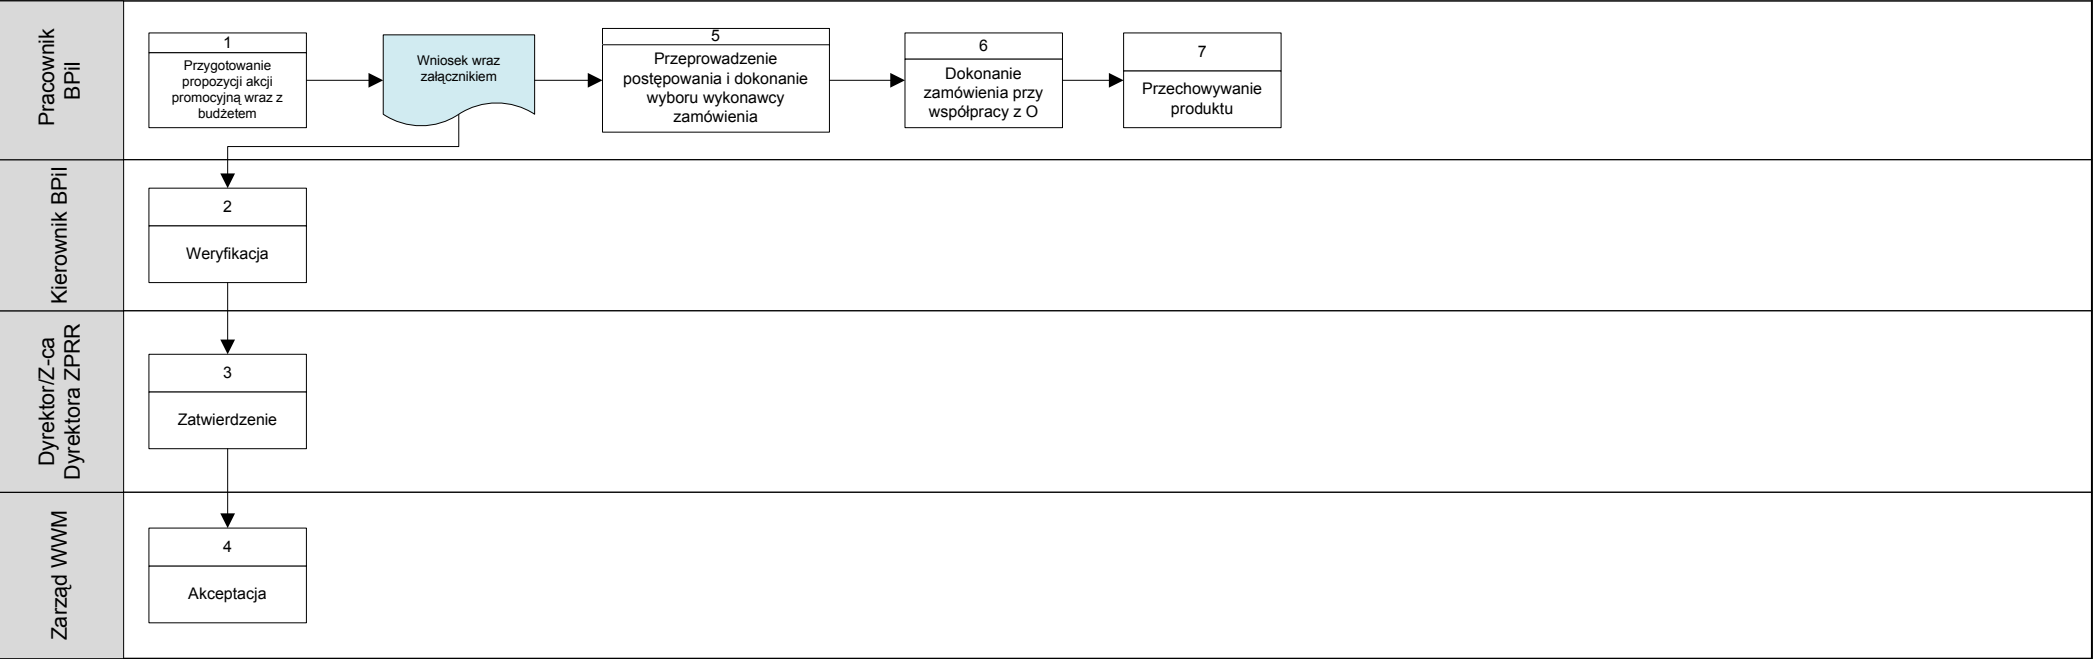 Pracownik
BPiI
1
Przygotowanie
propozycji akcji
promocyjną wraz z
budżetem
Wniosek wraz
załącznikiem
5
Przeprowadzenie
postępowania i dokonanie
wyboru wykonawcy
zamówienia
6
Dokonanie
zamówienia przy
współpracy z O
7
Przechowywanie
produktu
Kierownik BPiI
2
Weryfikacja
Dyrektor/Z-ca
Dyrektora ZPRR
3
Zatwierdzenie
Zarząd WWM
4
Akceptacja